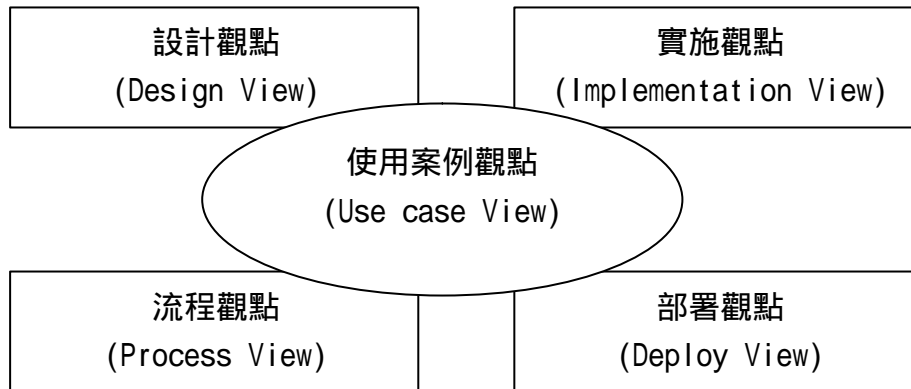 設計觀點
(Design View)
實施觀點
(Implementation View)
使用案例觀點
(Use case View)
流程觀點
(Process View)
部署觀點
(Deploy View)